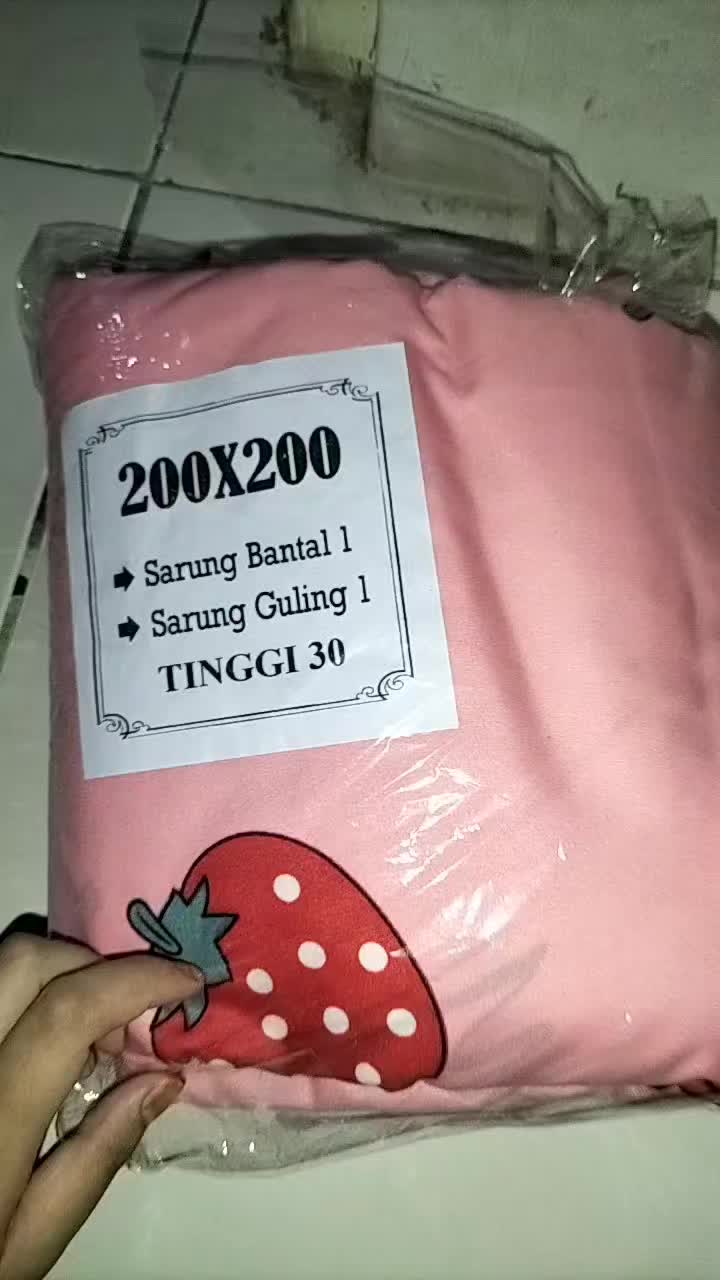 200X200
➡ Sarung Bantal 1
➡ Sarung Guling 1
TINGGI 30